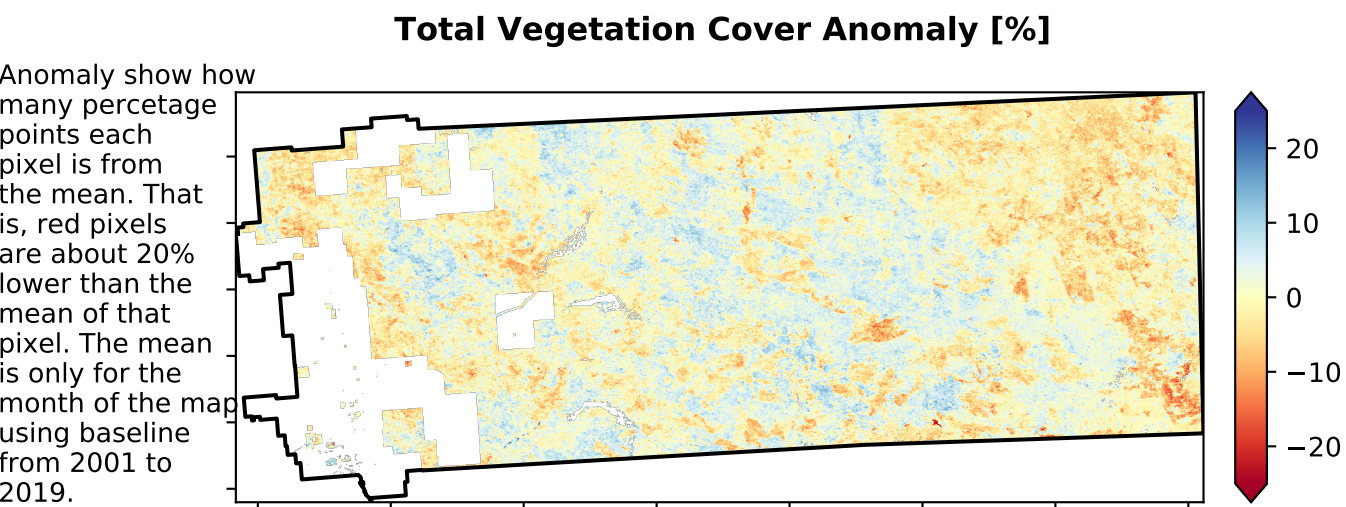 Total Vegetation Cover Anomaly [%]
Anomaly show how
many percetage
points each
pixel is from
the mean. That
is, red pixels
are about 20%
lower than the
mean of that
pixel. The mean
is only for the
month of the map
using baseline
from 2001 to
2019.
20
10
0
−10
−20